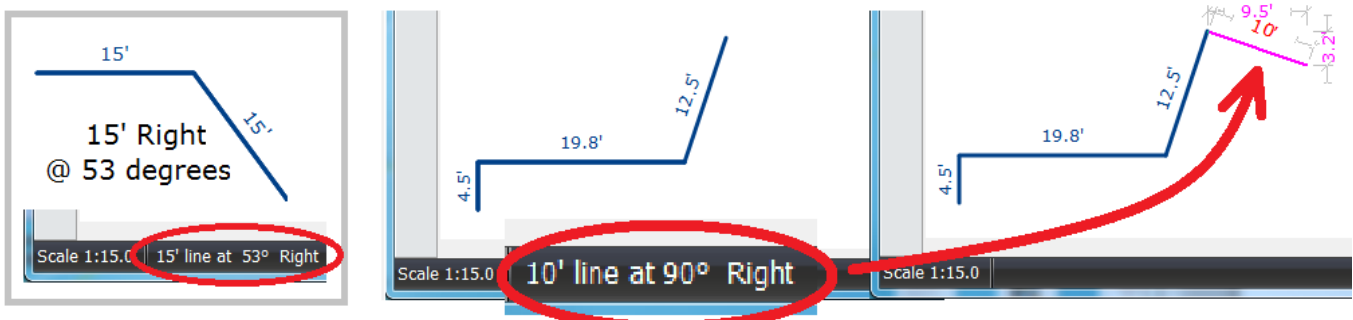 15'
15'
15' Right
@ 53 degrees
Scale 1:15.0
15' line at 53º Right
12.5'
19.8'
4.5'
Scale 1:15.0
10' line at 90º Right
9.5'
10'
3.2'
12.5'
19.8'
4.5'
Scale 1:15.0